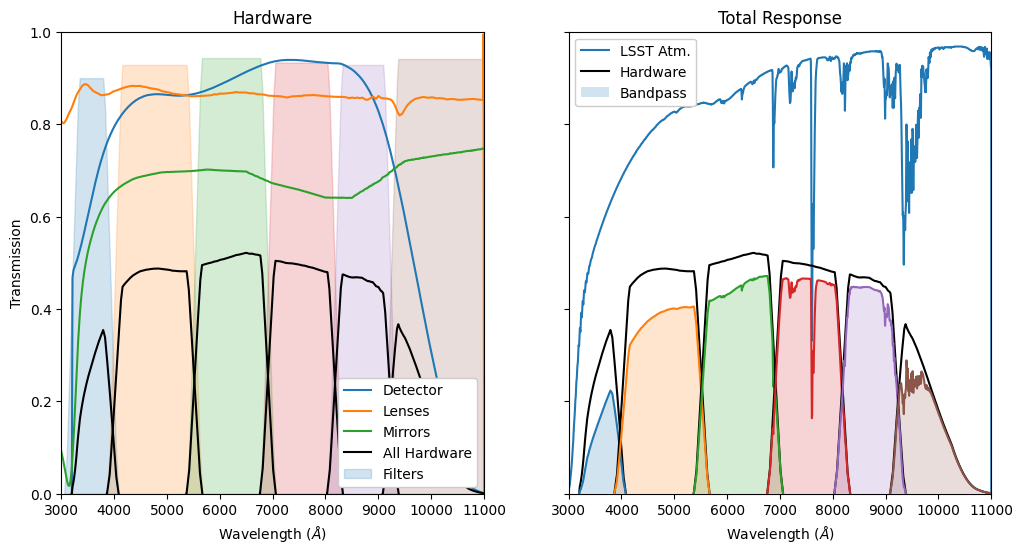 Hardware
Transmission
1.0
0.8
0.6
0.4
0.2
0.0
3000 4000 5000 6000 7000 8000 9000 10000 11000
Wavelength (Å)
Detector
Lenses
Mirrors
All Hardware
Filters
Total Response
LSST Atm.
Hardware
Bandpass
3000 4000 5000 6000 7000 8000 9000 10000 11000
Wavelength (Å)